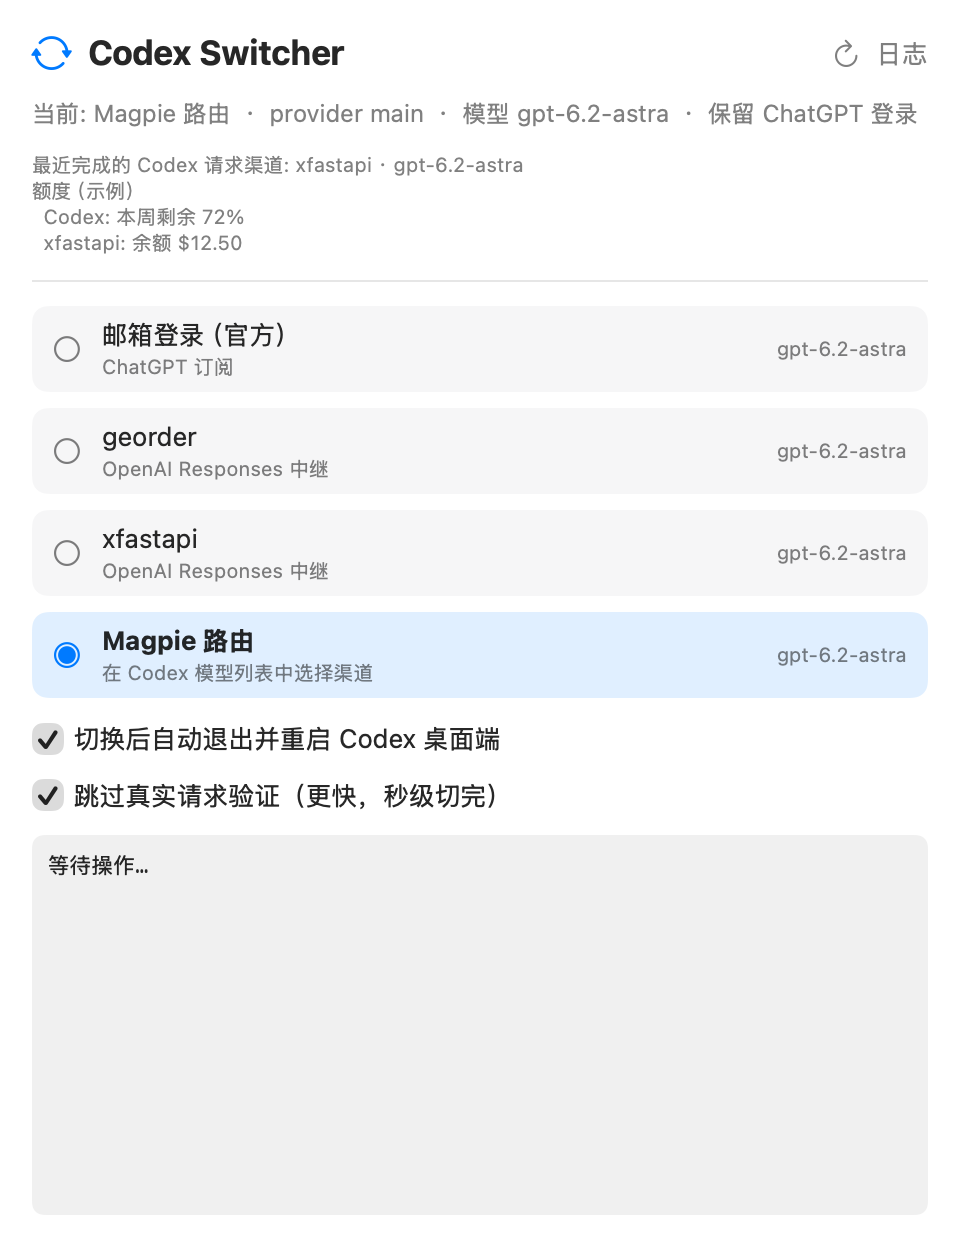 Codex Switcher
日志
当前: Magpie 路由 · provider main · 模型 gpt-6.2-astra · 保留 ChatGPT 登录
最近完成的 Codex 请求渠道: xfastapi · gpt-6.2-astra
额度 (示例)
Codex: 本周剩余 72%
xfastapi: 余额 $12.50
邮箱登录 (官方)
ChatGPT 订阅
gpt-6.2-astra
georder
OpenAI Responses 中继
gpt-6.2-astra
xfastapi
OpenAI Responses 中继
gpt-6.2-astra
Magpie 路由
在 Codex 模型列表中选择渠道
gpt-6.2-astra
切换后自动退出并重启 Codex 桌面端
跳过真实请求验证（更快，秒级切完）
等待操作…